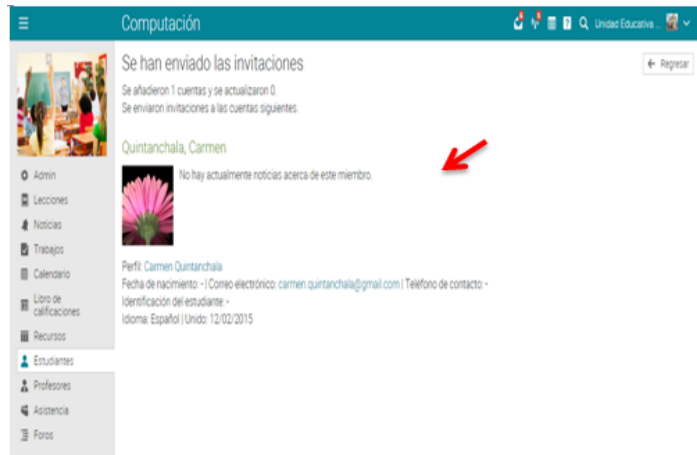 Computación
Unidad Educativa ...
Se han enviado las invitaciones
Regresar
Se añadieron 1 cuentas y se actualizaron 0.
Se enviaron invitaciones a las cuentas siguientes.
Quintanchala, Carmen
No hay actualmente noticias acerca de este miembro.
Perfil: Carmen Quintanchala
Fecha de nacimiento: - | Correo electrónico: carmen.quintanchala@gmail.com | Teléfono de contacto: -
Identificación del estudiante: -
Idioma: Español | Unido: 12/02/2015
Admin
Lecciones
Noticias
Trabajos
Calendario
Libro de
calificaciones
Recursos
Estudiantes
Profesores
Asistencia
Foros